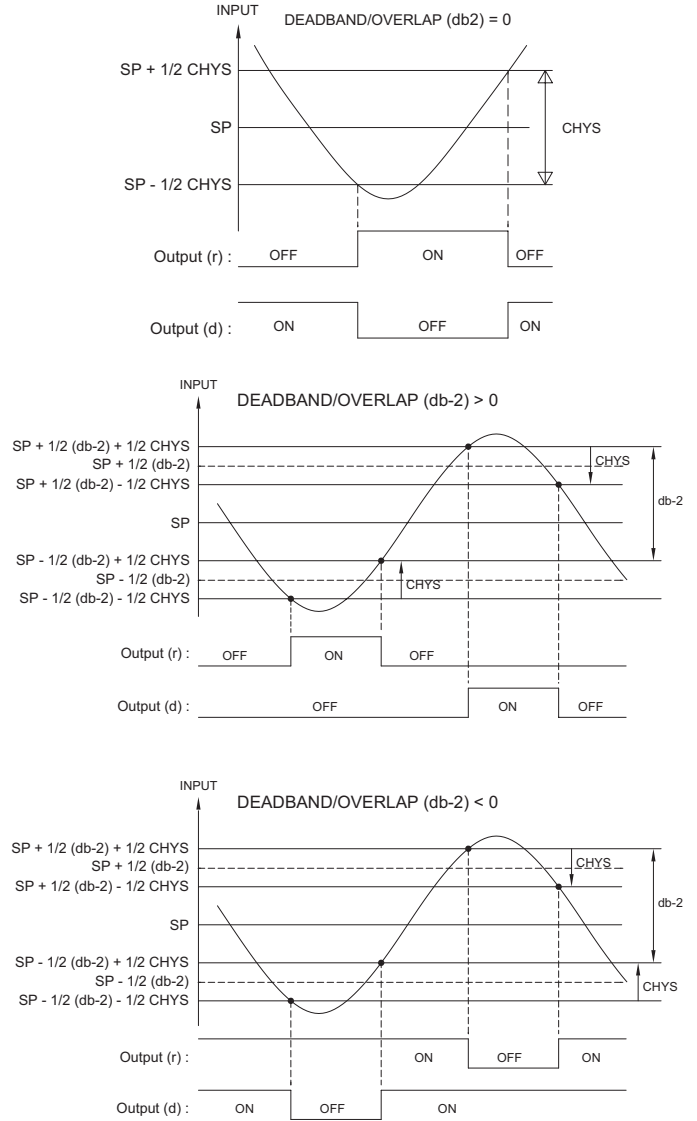 INPUT
DEADBAND/OVERLAP (db2) = 0
SP + 1/2 CHYS
SP
CHYS
SP - 1/2 CHYS
Output (r) : OFF ON OFF
Output (d) : ON OFF ON
INPUT
DEADBAND/OVERLAP (db-2) > 0
SP + 1/2 (db-2) + 1/2 CHYS
SP + 1/2 (db-2)
CHYS
SP + 1/2 (db-2) - 1/2 CHYS
db-2
SP
SP - 1/2 (db-2) + 1/2 CHYS
SP - 1/2 (db-2)
CHYS
SP - 1/2 (db-2) - 1/2 CHYS
Output (r) : OFF ON OFF
Output (d) : OFF ON OFF
INPUT
DEADBAND/OVERLAP (db-2) < 0
SP + 1/2 (db-2) + 1/2 CHYS
SP + 1/2 (db-2)
CHYS
SP + 1/2 (db-2) - 1/2 CHYS
db-2
SP
SP - 1/2 (db-2) + 1/2 CHYS
SP - 1/2 (db-2)
CHYS
SP - 1/2 (db-2) - 1/2 CHYS
Output (r) : ON OFF ON
Output (d) : ON OFF ON